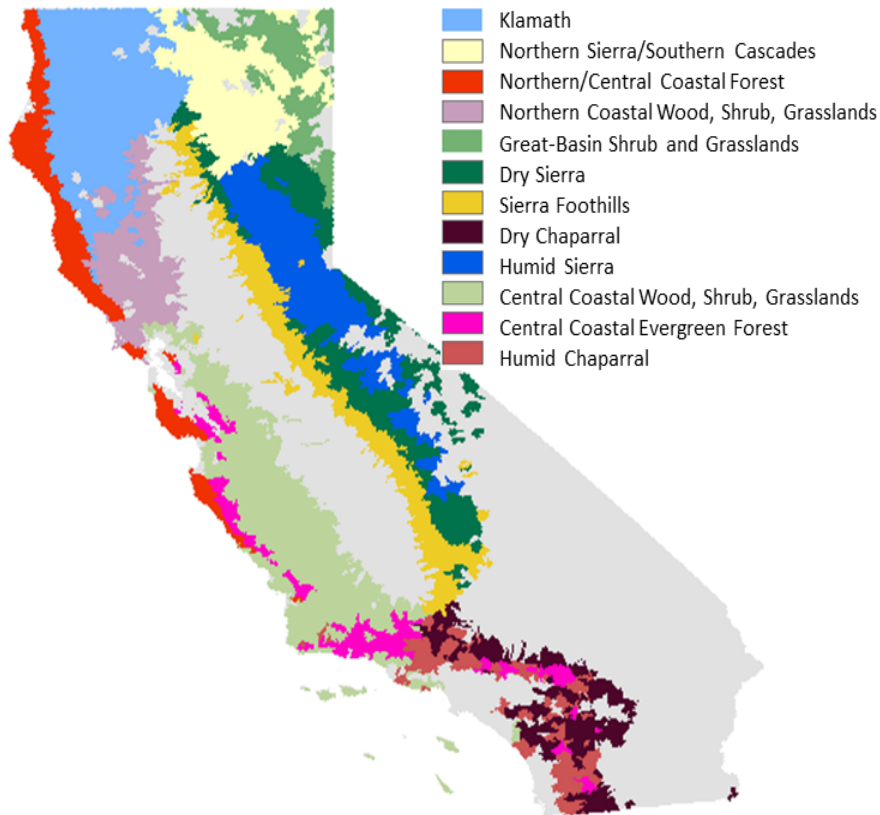 Klamath
Northern Sierra/Southern Cascades
Northern/Central Coastal Forest
Northern Coastal Wood, Shrub, Grasslands
Great-Basin Shrub and Grasslands
Dry Sierra
Sierra Foothills
Dry Chaparral
Humid Sierra
Central Coastal Wood, Shrub, Grasslands
Central Coastal Evergreen Forest
Humid Chaparral